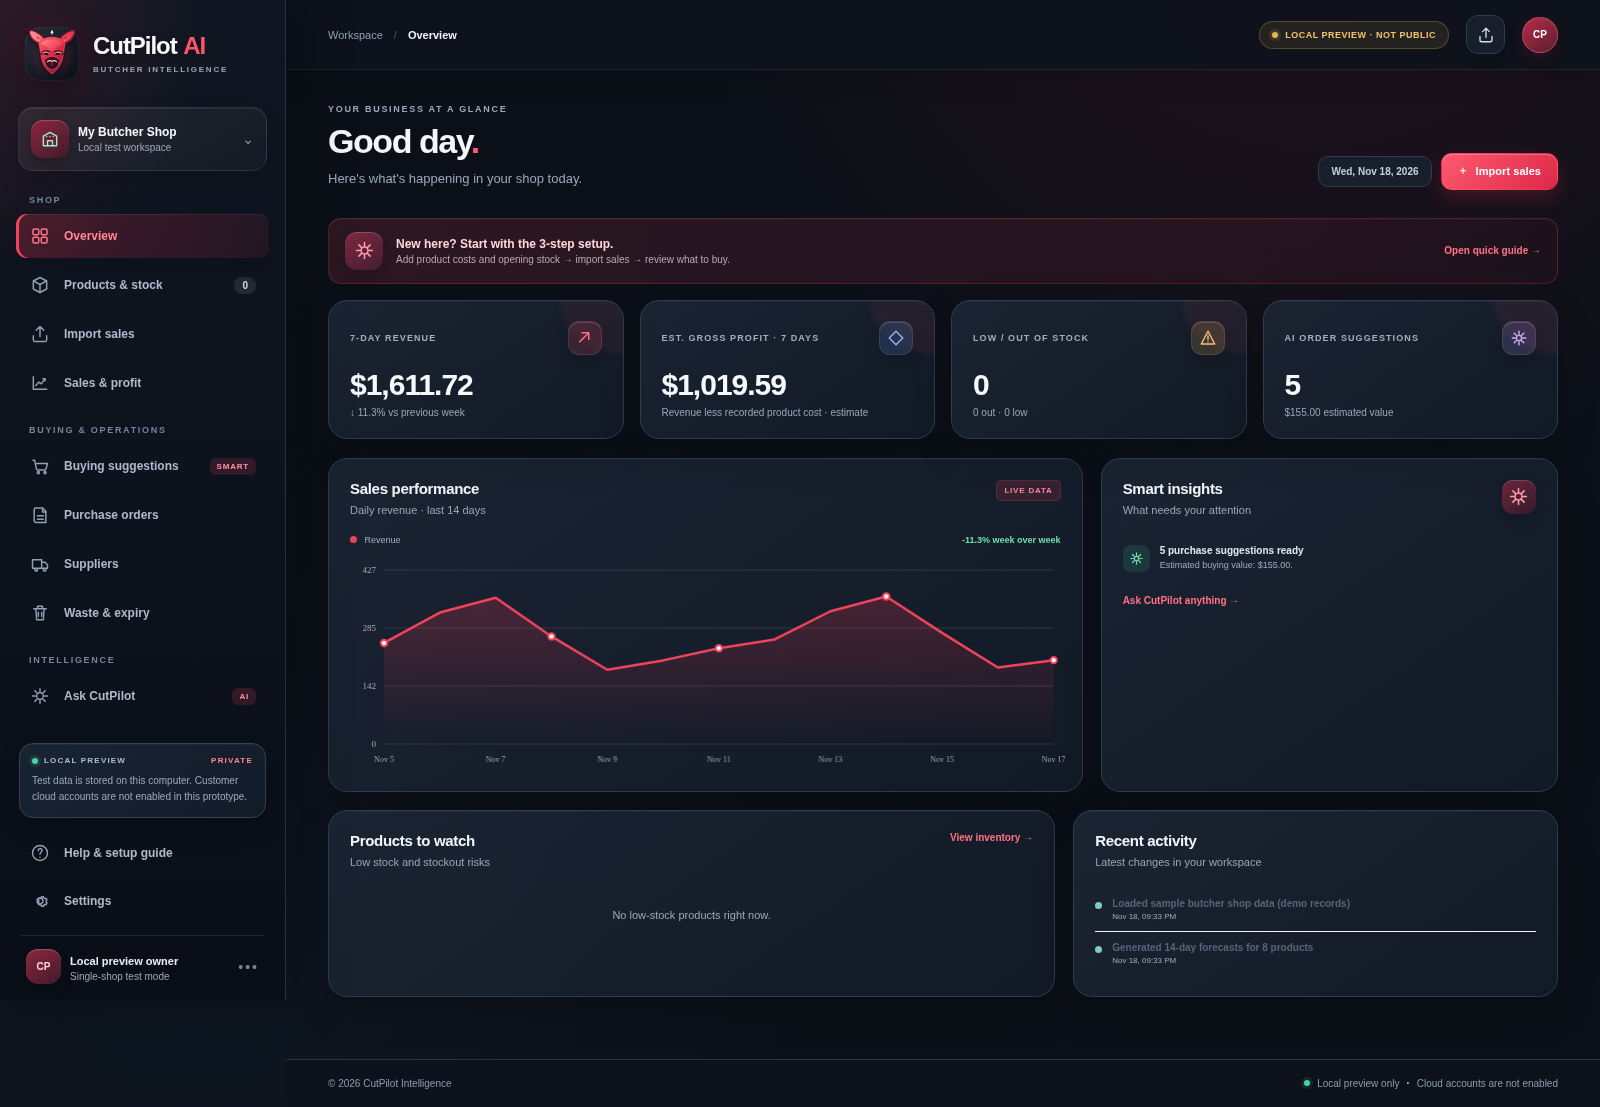 CutPilot AI
BUTCHER INTELLIGENCE
My Butcher Shop
Local test workspace
SHOP
Overview
Products & stock
0
Import sales
Sales & profit
BUYING & OPERATIONS
Buying suggestions
SMART
Purchase orders
Suppliers
Waste & expiry
INTELLIGENCE
Ask CutPilot
AI
LOCAL PREVIEW
PRIVATE
Test data is stored on this computer. Customer
cloud accounts are not enabled in this prototype.
Help & setup guide
Settings
CP
Local preview owner
Single-shop test mode
Workspace / Overview
LOCAL PREVIEW · NOT PUBLIC
CP
YOUR BUSINESS AT A GLANCE
Good day.
Here's what's happening in your shop today.
Wed, Nov 18, 2026
+ Import sales
New here? Start with the 3-step setup.
Add product costs and opening stock → import sales → review what to buy.
Open quick guide →
7-DAY REVENUE
$1,611.72
↓ 11.3% vs previous week
EST. GROSS PROFIT · 7 DAYS
$1,019.59
Revenue less recorded product cost · estimate
LOW / OUT OF STOCK
0
0 out · 0 low
AI ORDER SUGGESTIONS
5
$155.00 estimated value
Sales performance
Daily revenue · last 14 days
LIVE DATA
Revenue
-11.3% week over week
427
285
142
0
Nov 5
Nov 7
Nov 9
Nov 11
Nov 13
Nov 15
Nov 17
Smart insights
What needs your attention
5 purchase suggestions ready
Estimated buying value: $155.00.
Ask CutPilot anything →
Products to watch
Low stock and stockout risks
View inventory →
No low-stock products right now.
Recent activity
Latest changes in your workspace
Loaded sample butcher shop data (demo records)
Nov 18, 09:33 PM
Generated 14-day forecasts for 8 products
Nov 18, 09:33 PM
© 2026 CutPilot Intelligence
Local preview only · Cloud accounts are not enabled